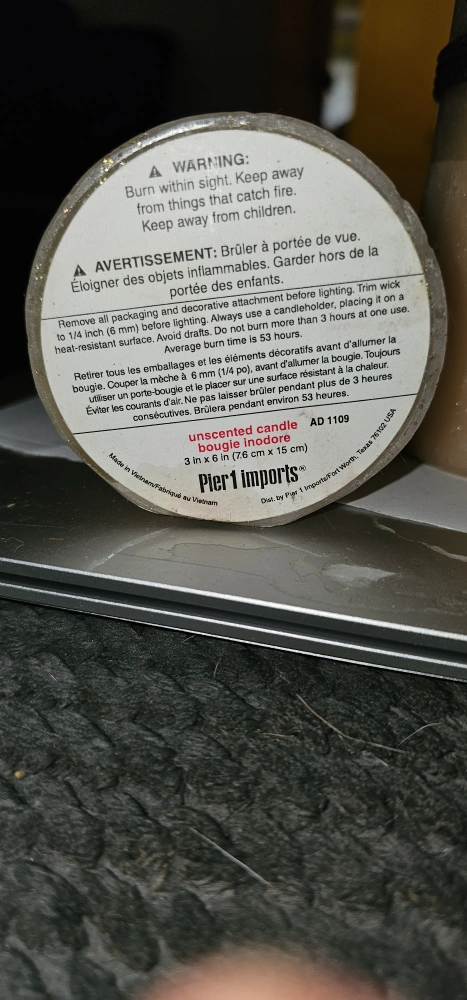 ⚠ WARNING:
Burn within sight. Keep away
from things that catch fire.
Keep away from children.
⚠ AVERTISSEMENT: Brûler à portée de vue.
Éloigner des objets inflammables. Garder hors de la
portée des enfants.
Remove all packaging and decorative attachment before lighting. Trim wick
to 1/4 inch (6 mm) before lighting. Always use a candleholder, placing it on a
heat-resistant surface. Avoid drafts. Do not burn more than 3 hours at one use.
Average burn time is 53 hours.
Retirer tous les emballages et les éléments décoratifs avant d'allumer la
bougie. Couper la mèche à 6 mm (1/4 po), avant d'allumer la bougie. Toujours
utiliser un porte-bougie et le placer sur une surface résistant à la chaleur.
Éviter les courants d'air. Ne pas laisser brûler pendant plus de 3 heures
consécutives. Brûlera pendant environ 53 heures.
unscented candle AD 1109
bougie inodore
3 in x 6 in (7.6 cm x 15 cm)
Pier 1 imports®
Made in Vietnam/Fabriqué au Vietnam
Dist. by Pier 1 Imports/Fort Worth, Texas 76102 USA